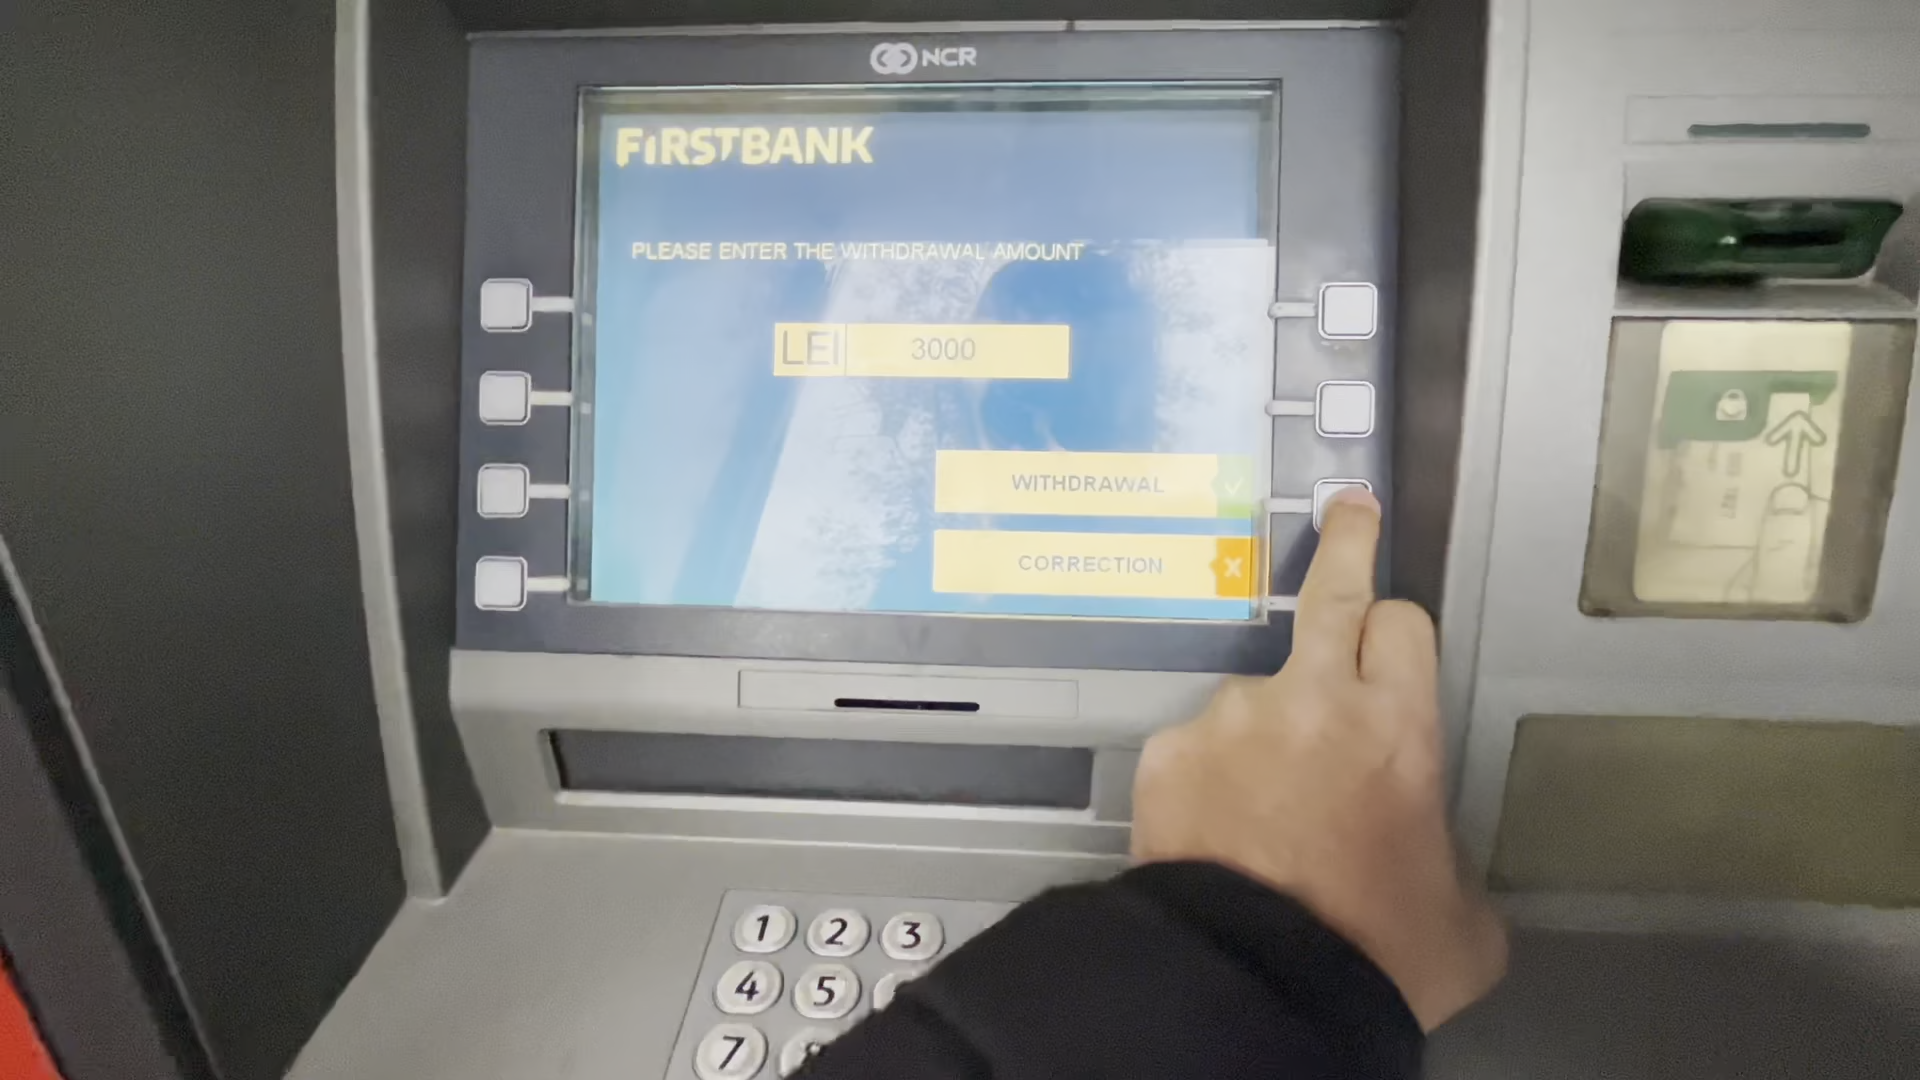 NCR
FiRSTBANK
PLEASE ENTER THE WITHDRAWAL AMOUNT
LEI 3000
WITHDRAWAL
CORRECTION
1 2 3
4 5
7